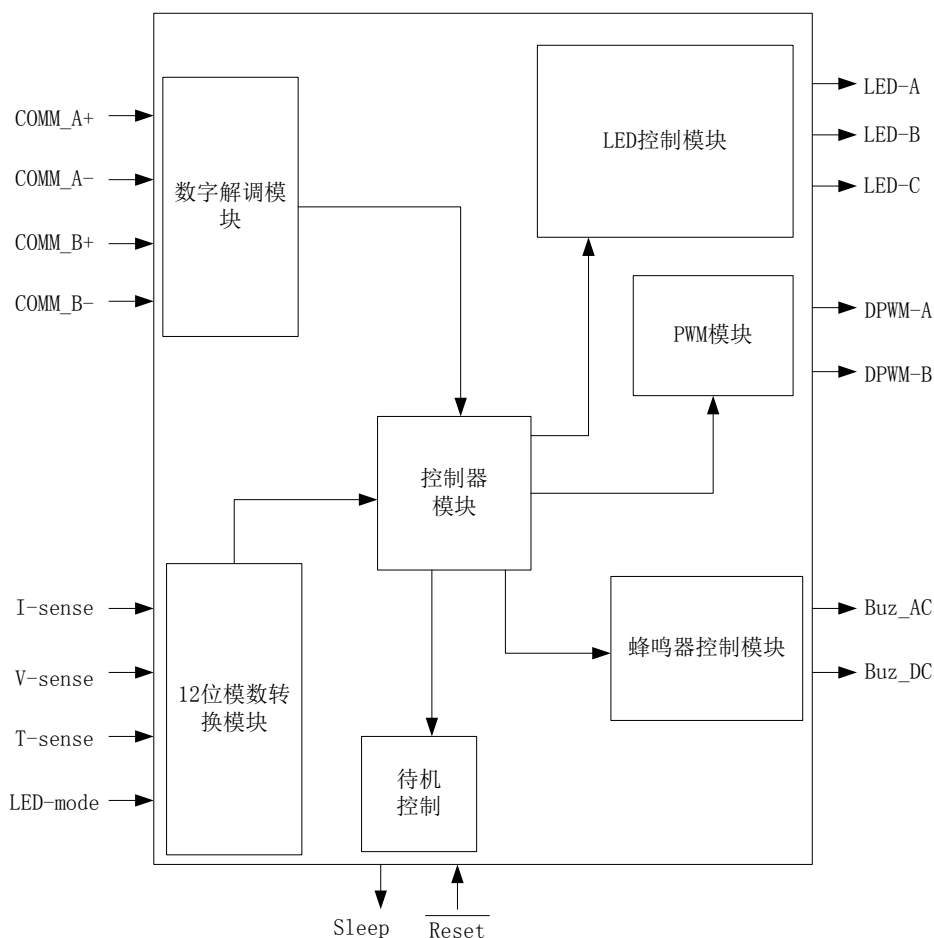 COMM_A+
COMM_A-
COMM_B+
COMM_B-
数字解调模
块
LED控制模块
LED-A
LED-B
LED-C
PWM模块
DPWM-A
DPWM-B
控制器
模块
I-sense
V-sense
T-sense
LED-mode
12位模数转
换模块
蜂鸣器控制模块
Buz_AC
Buz_DC
待机
控制
Sleep
Reset